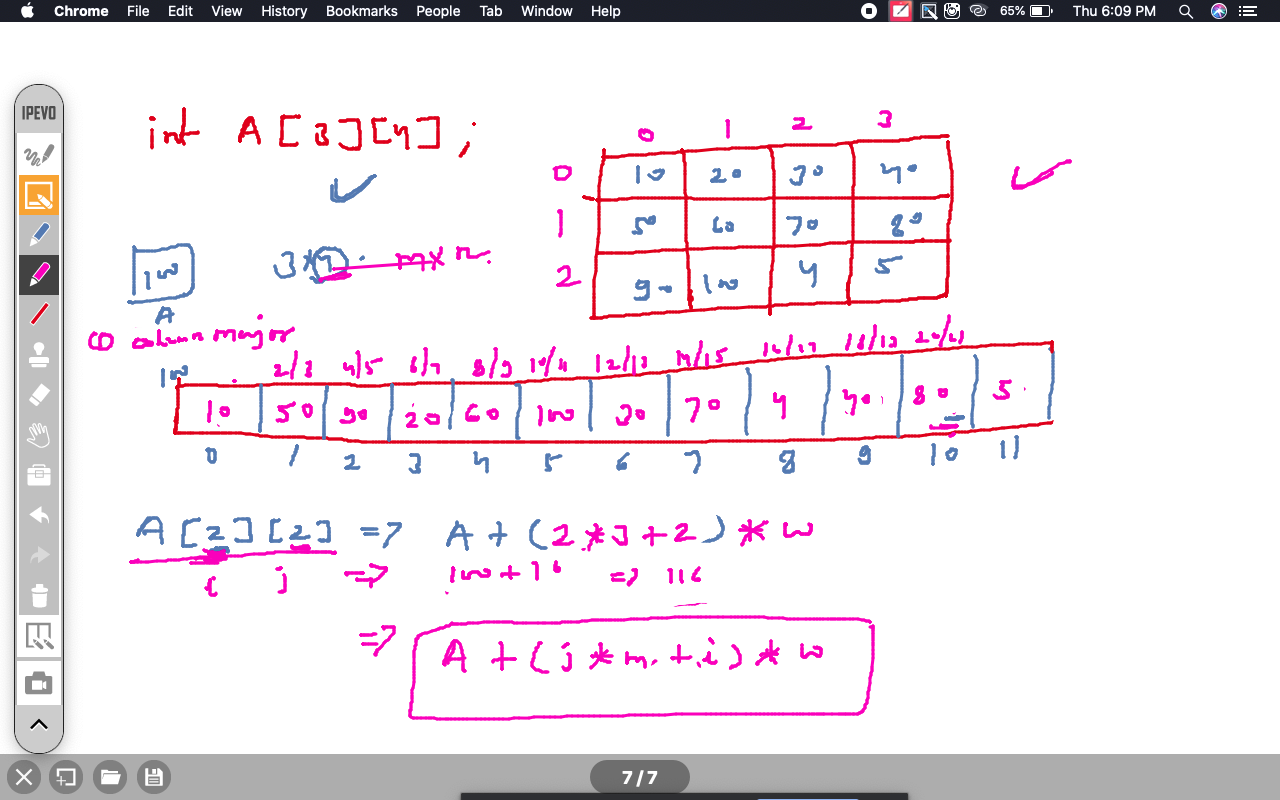 Chrome File Edit View History Bookmarks People Tab Window Help 65% Thu 6:09 PM
IPEVO
int A[3][4];
0 1 2 3
0 10 20 30 40
1 50 60 70 80
2 90 100 4 5
100
A
3*4. m×n.
① column major
100 2/3 4/5 6/7 8/9 10/11 12/13 14/15 16/17 18/19 20/21
10 50 90 20 60 100 30 70 4 40 80 5
0 1 2 3 4 5 6 7 8 9 10 11
A[2][2] => A + (2*3+2) * w
i j => 100+16 => 116
=> A + (j * m + i) * w
7/7